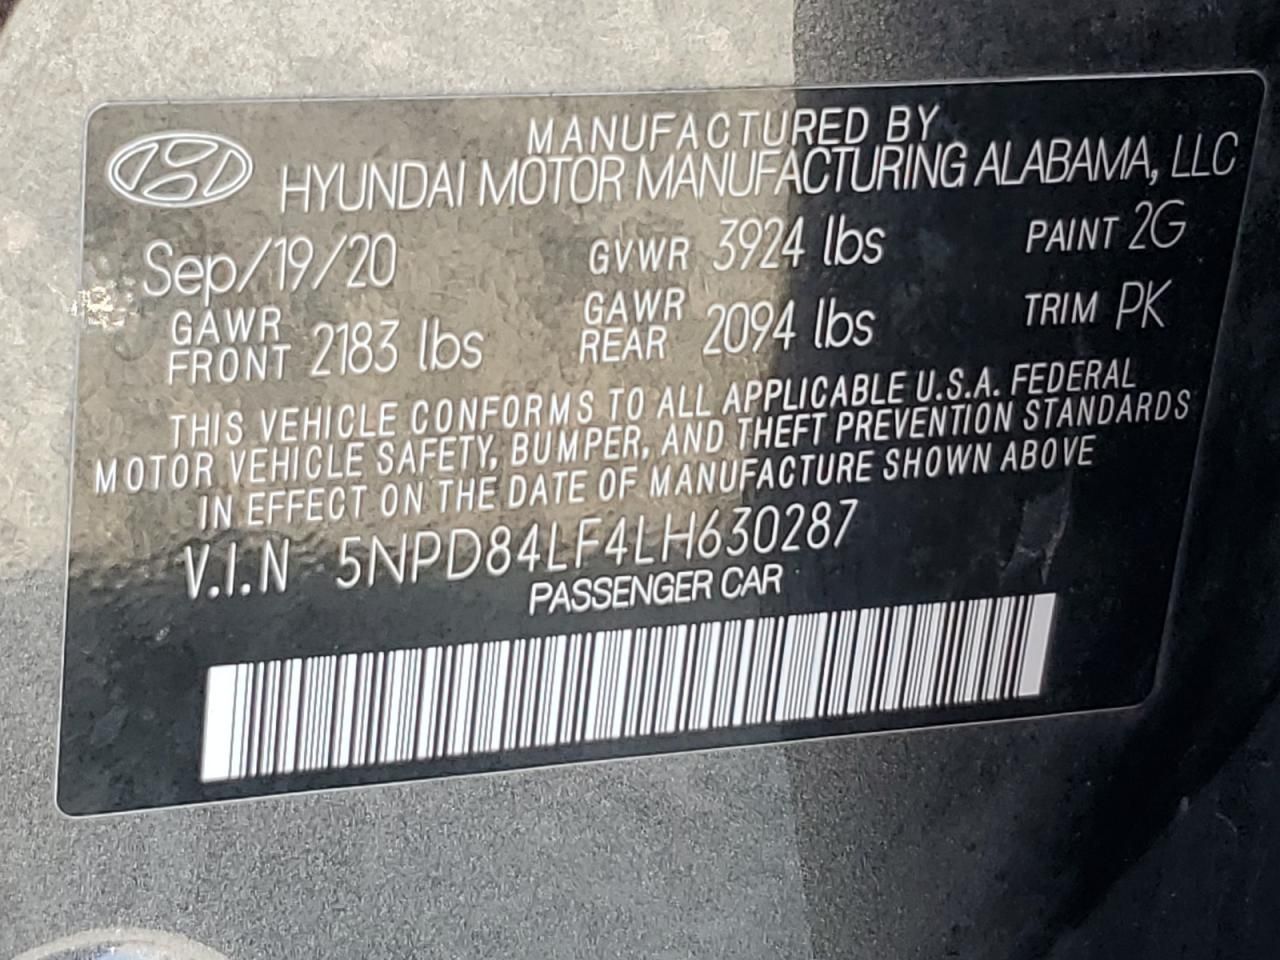 MANUFACTURED BY
HYUNDAI MOTOR MANUFACTURING ALABAMA, LLC
Sep/19/20 GVWR 3924 lbs PAINT 2G
GAWR FRONT 2183 lbs GAWR REAR 2094 lbs TRIM PK
THIS VEHICLE CONFORMS TO ALL APPLICABLE U.S.A. FEDERAL
MOTOR VEHICLE SAFETY, BUMPER, AND THEFT PREVENTION STANDARDS
IN EFFECT ON THE DATE OF MANUFACTURE SHOWN ABOVE
V.I.N 5NPD84LF4LH630287
PASSENGER CAR